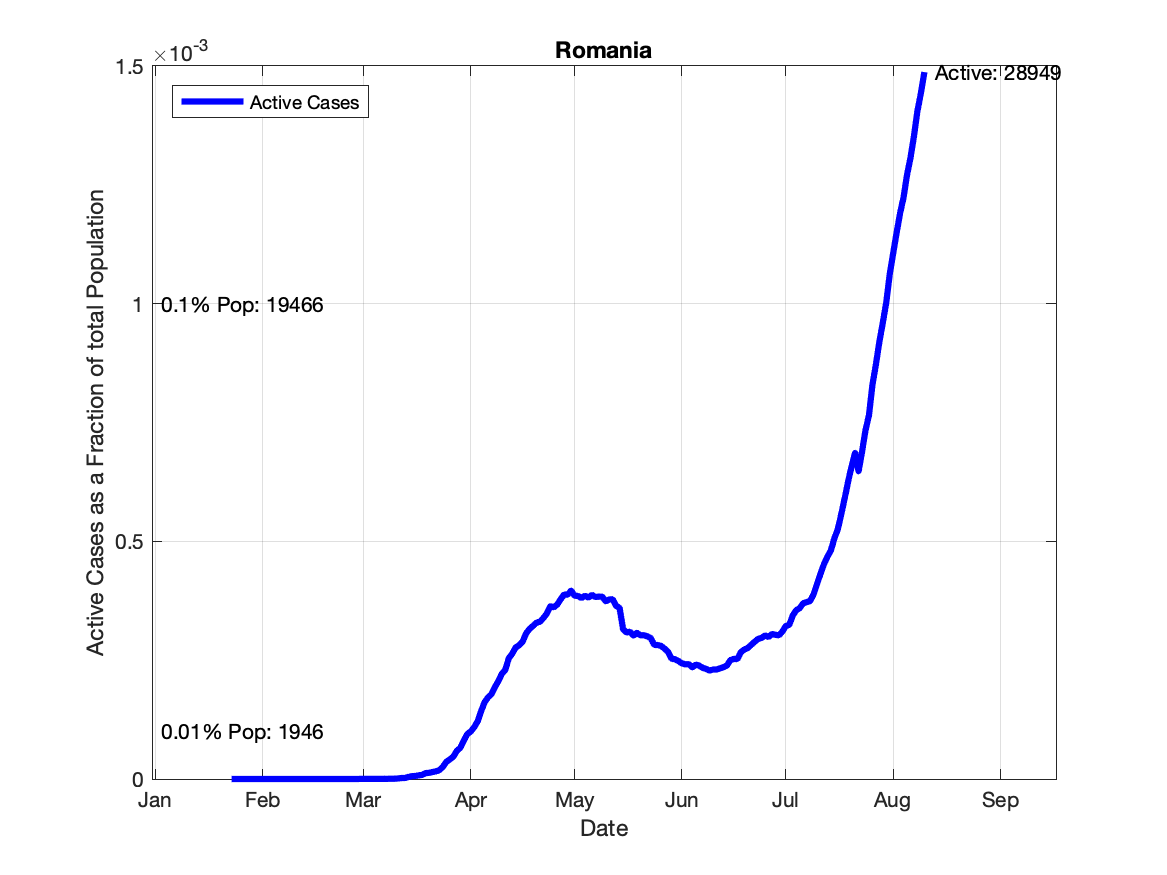 Romania
×10-3
1.5
Active: 28949
Active Cases
1
0.1% Pop: 19466
0.5
0.01% Pop: 1946
0
Active Cases as a Fraction of total Population
Jan Feb Mar Apr May Jun Jul Aug Sep
Date